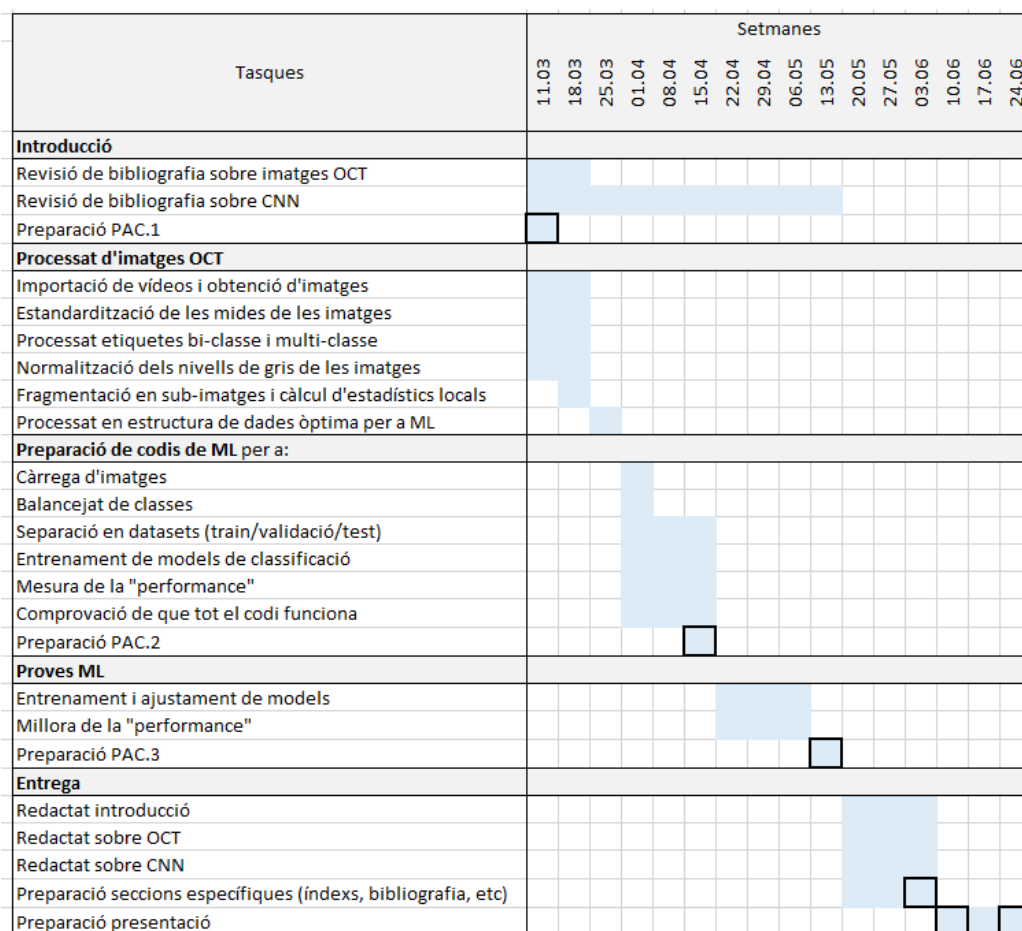 Setmanes
Tasques
11.03 18.03 25.03 01.04 08.04 15.04 22.04 29.04 06.05 13.05 20.05 27.05 03.06 10.06 17.06 24.06
Introducció
Revisió de bibliografia sobre imatges OCT
Revisió de bibliografia sobre CNN
Preparació PAC.1
Processat d'imatges OCT
Importació de vídeos i obtenció d'imatges
Estandardització de les mides de les imatges
Processat etiquetes bi-classe i multi-classe
Normalització dels nivells de gris de les imatges
Fragmentació en sub-imatges i càlcul d'estadístics locals
Processat en estructura de dades òptima per a ML
Preparació de codis de ML per a:
Càrrega d'imatges
Balancejat de classes
Separació en datasets (train/validació/test)
Entrenament de models de classificació
Mesura de la "performance"
Comprovació de que tot el codi funciona
Preparació PAC.2
Proves ML
Entrenament i ajustament de models
Millora de la "performance"
Preparació PAC.3
Entrega
Redactat introducció
Redactat sobre OCT
Redactat sobre CNN
Preparació seccions específiques (índexs, bibliografia, etc)
Preparació presentació